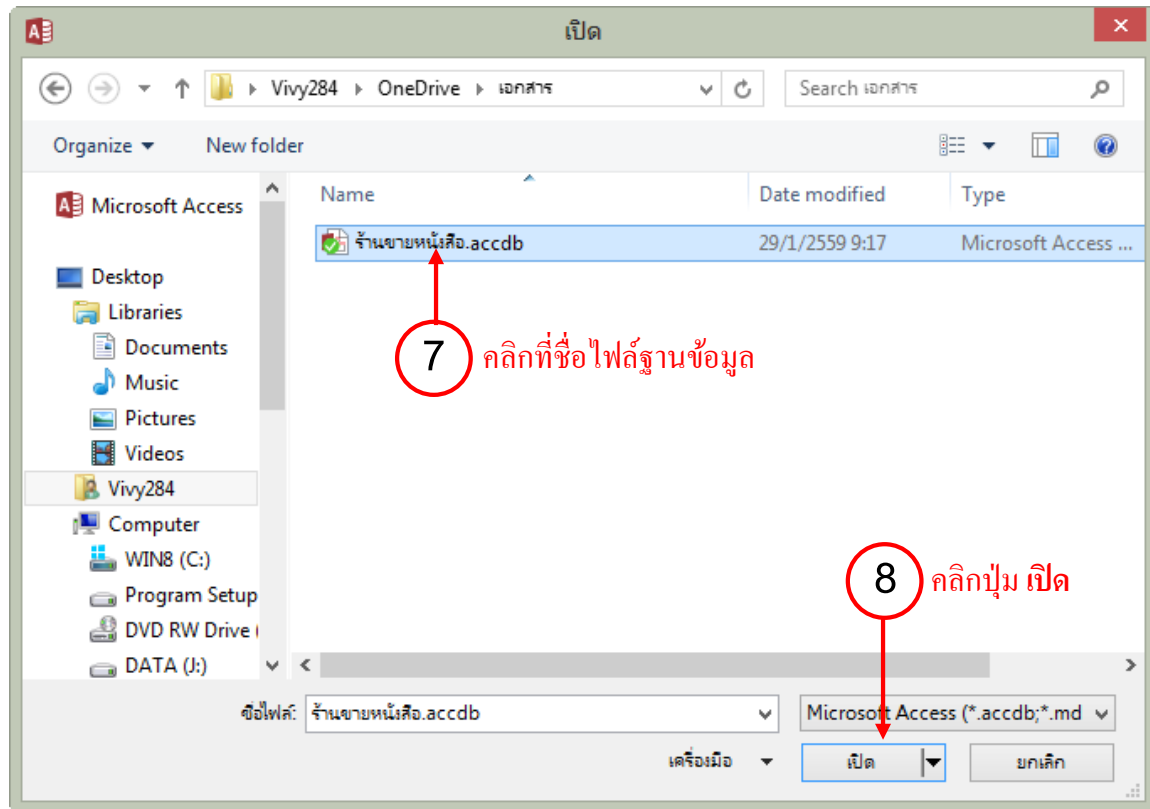 เปิด
Vivy284 OneDrive เอกสาร
Search เอกสาร
Organize New folder
Microsoft Access
Desktop
Libraries
Documents
Music
Pictures
Videos
Vivy284
Computer
WIN8 (C:)
Program Setup
DVD RW Drive (
DATA (J:)
Name Date modified Type
ร้านขายหนังสือ.accdb 29/1/2559 9:17 Microsoft Access ...
7 คลิกที่ชื่อไฟล์ฐานข้อมูล
8 คลิกปุ่ม เปิด
ชื่อไฟล์: ร้านขายหนังสือ.accdb Microsoft Access (*.accdb;*.md
เครื่องมือ เปิด ยกเลิก